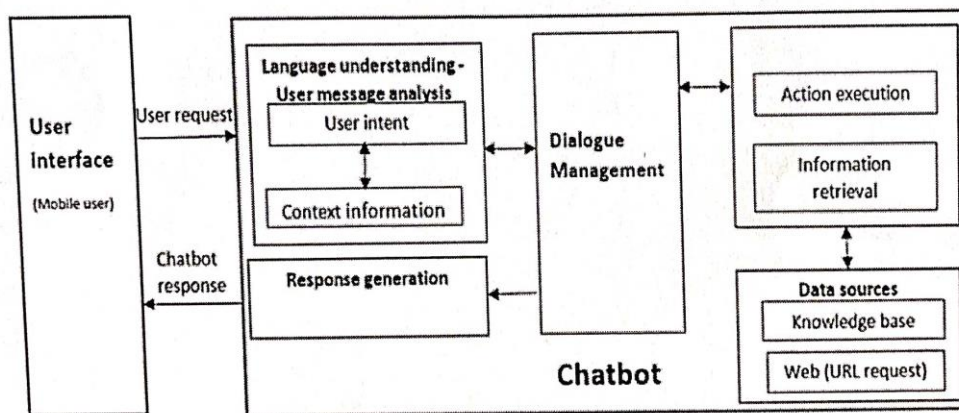 User
interface
(Mobile user)
User request
Chatbot
response
Language understanding-
User message analysis
User intent
Context information
Response generation
Dialogue
Management
Action execution
Information
retrieval
Data sources
Knowledge base
Web (URL request)
Chatbot